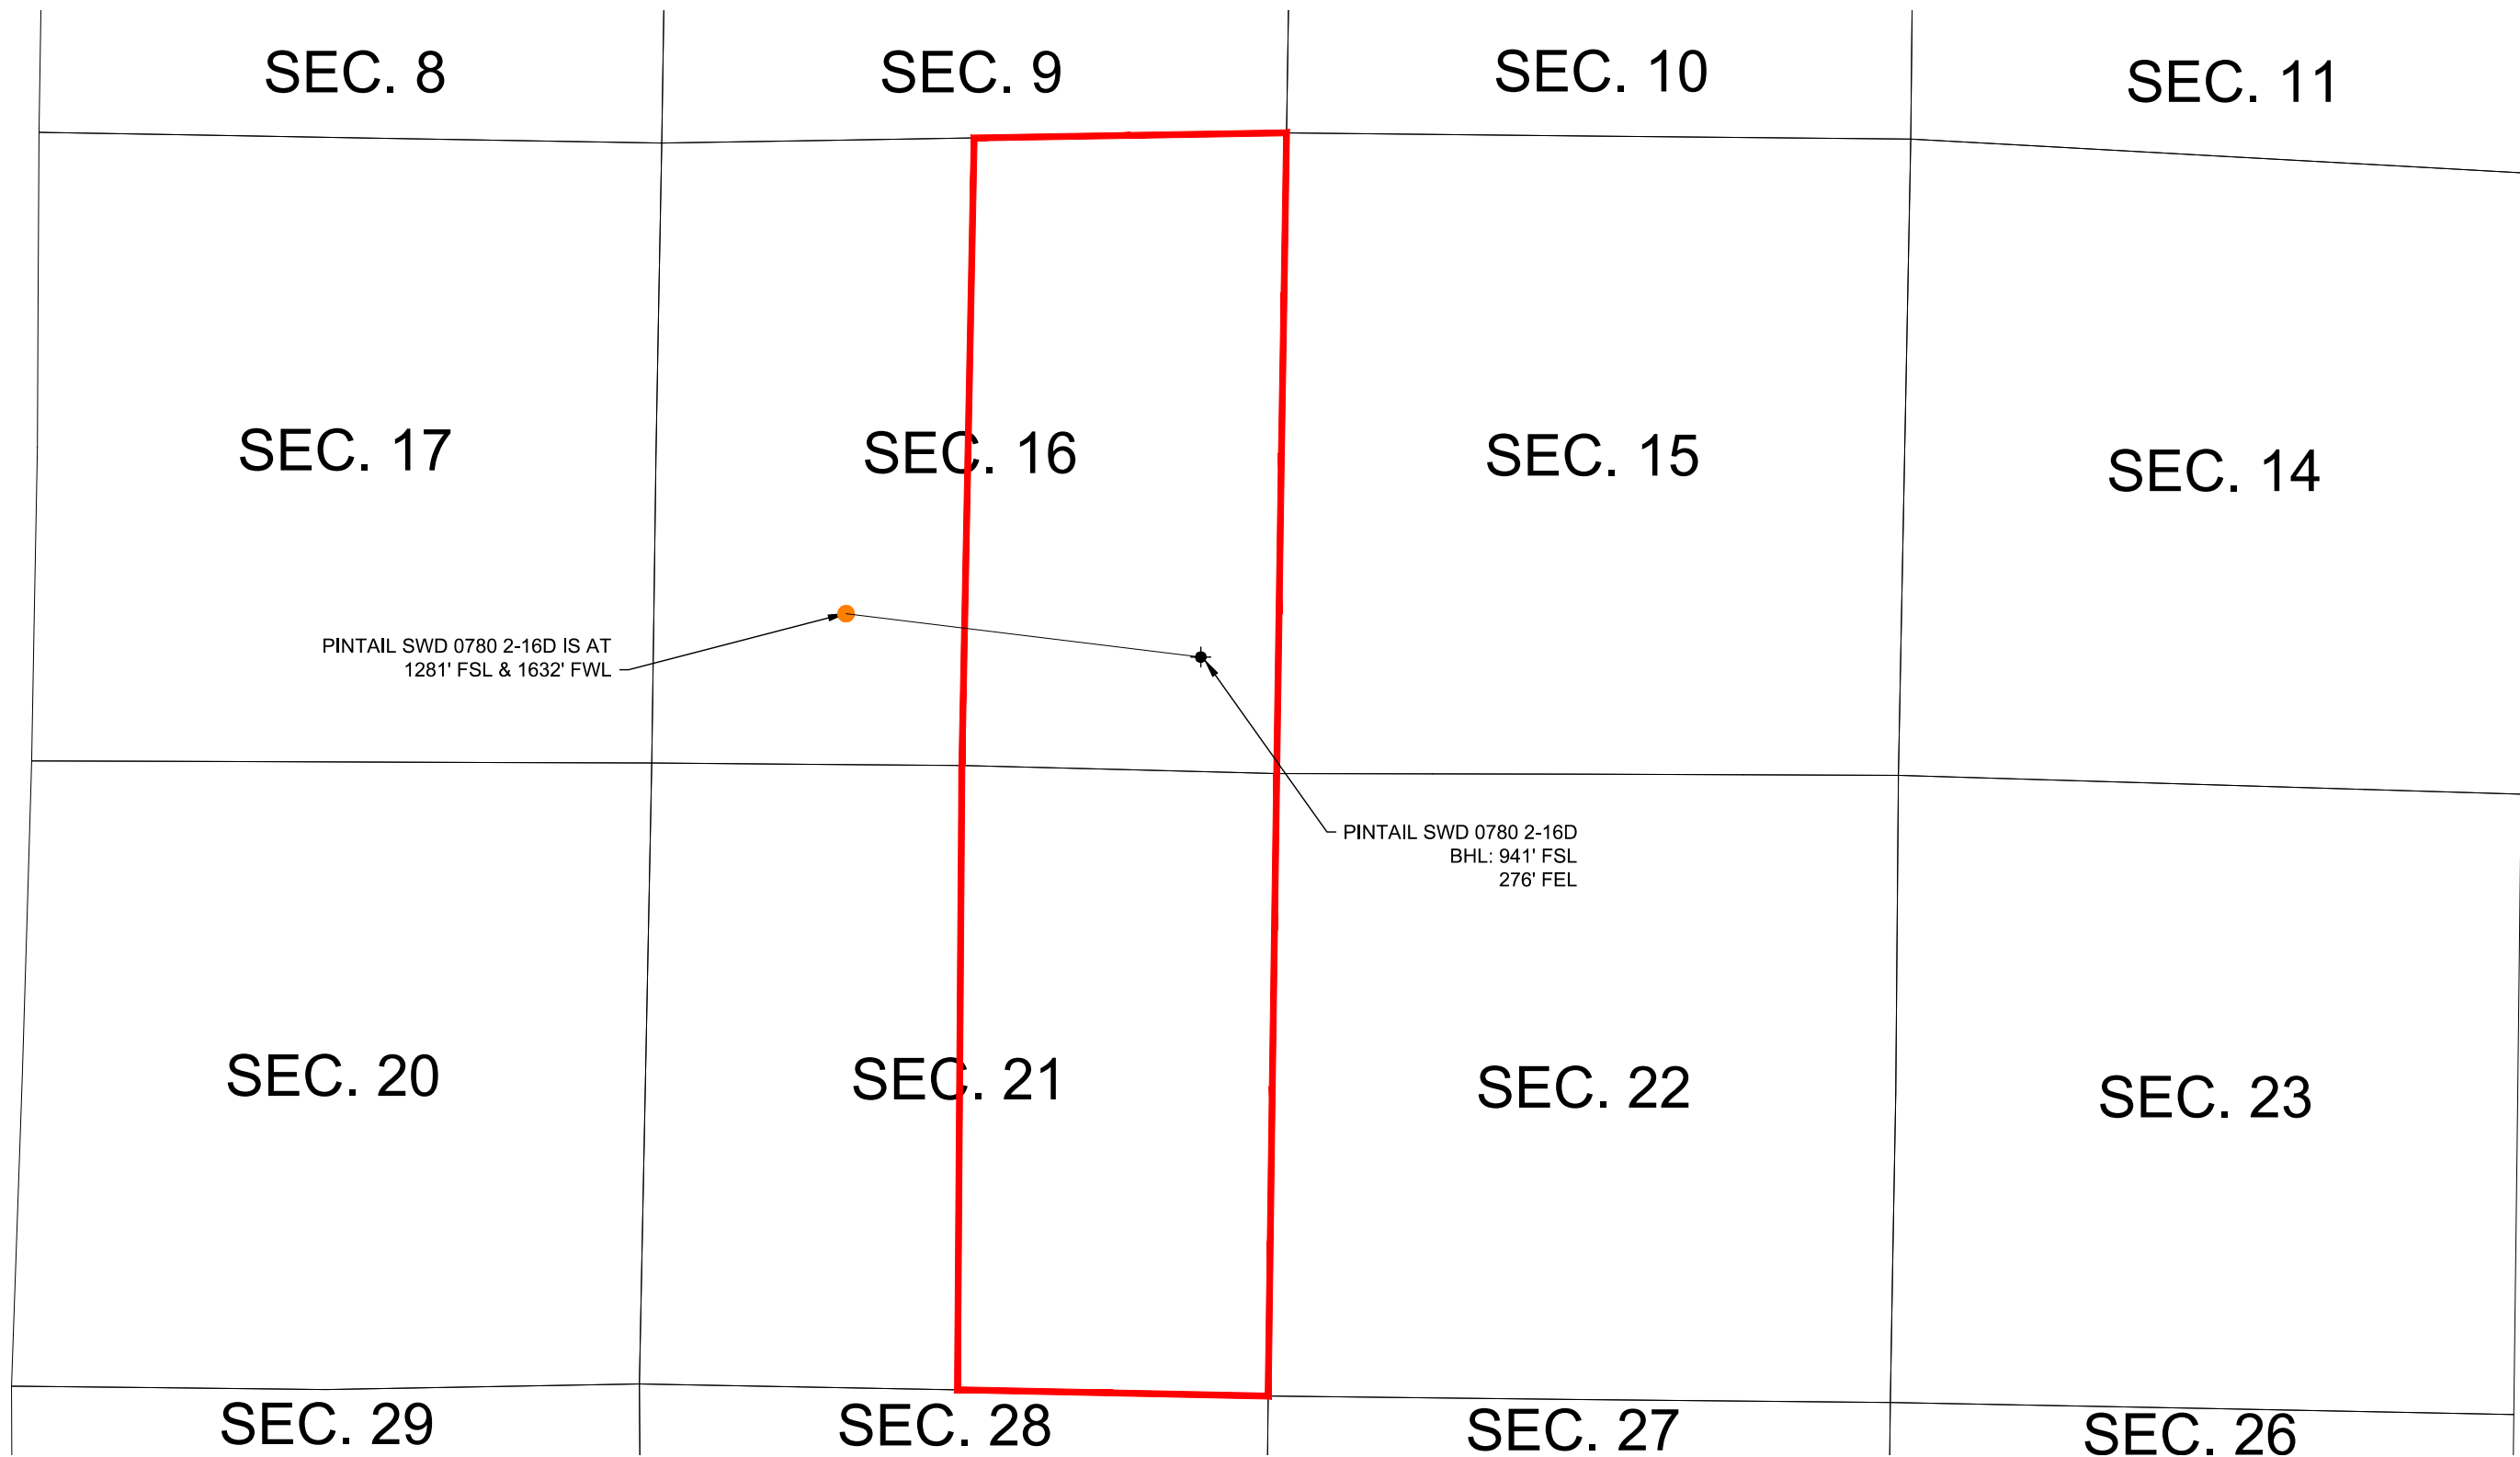 SEC. 8
SEC. 9
SEC. 10
SEC. 11
SEC. 17
SEC. 16
SEC. 15
SEC. 14
PINTAIL SWD 0780 2-16D IS AT
1281' FSL & 1632' FWL
PINTAIL SWD 0780 2-16D
BHL: 941' FSL
276' FEL
SEC. 20
SEC. 21
SEC. 22
SEC. 23
SEC. 29
SEC. 28
SEC. 27
SEC. 26